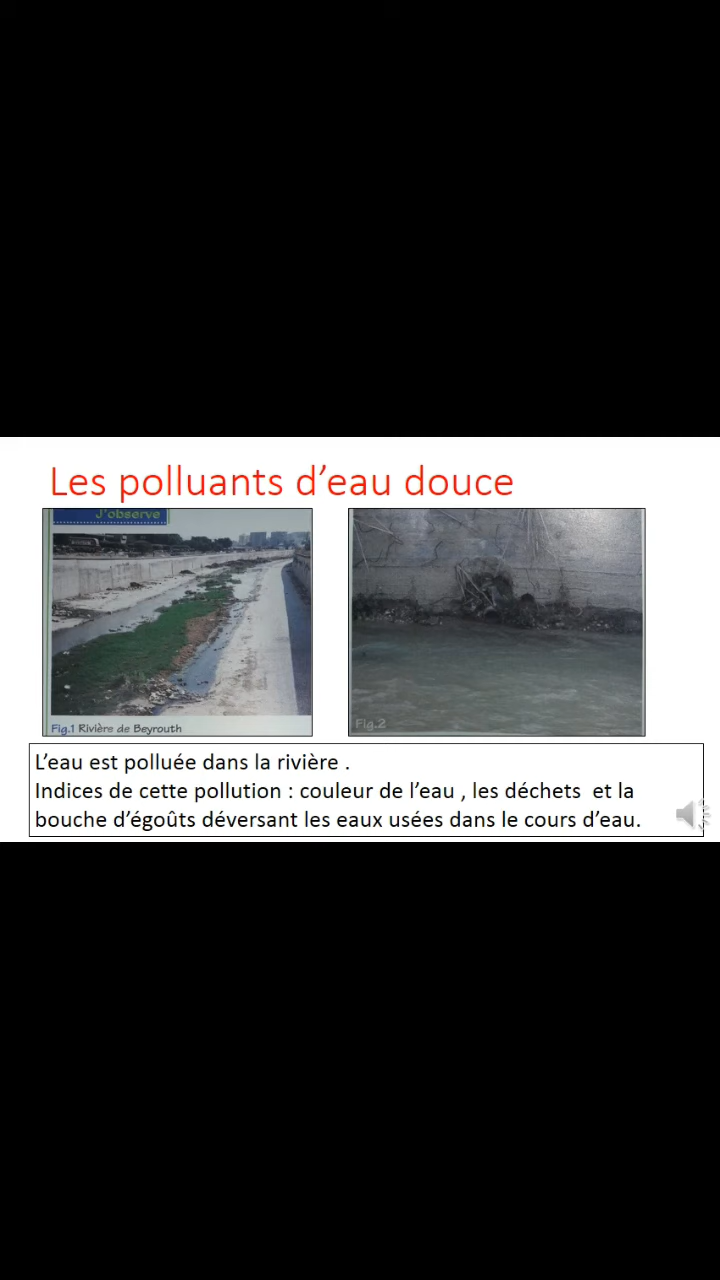 Les polluants d’eau douce
J'observe
Fig.1 Rivière de Beyrouth
Fig.2
L’eau est polluée dans la rivière .
Indices de cette pollution : couleur de l’eau , les déchets et la
bouche d’égoûts déversant les eaux usées dans le cours d’eau.